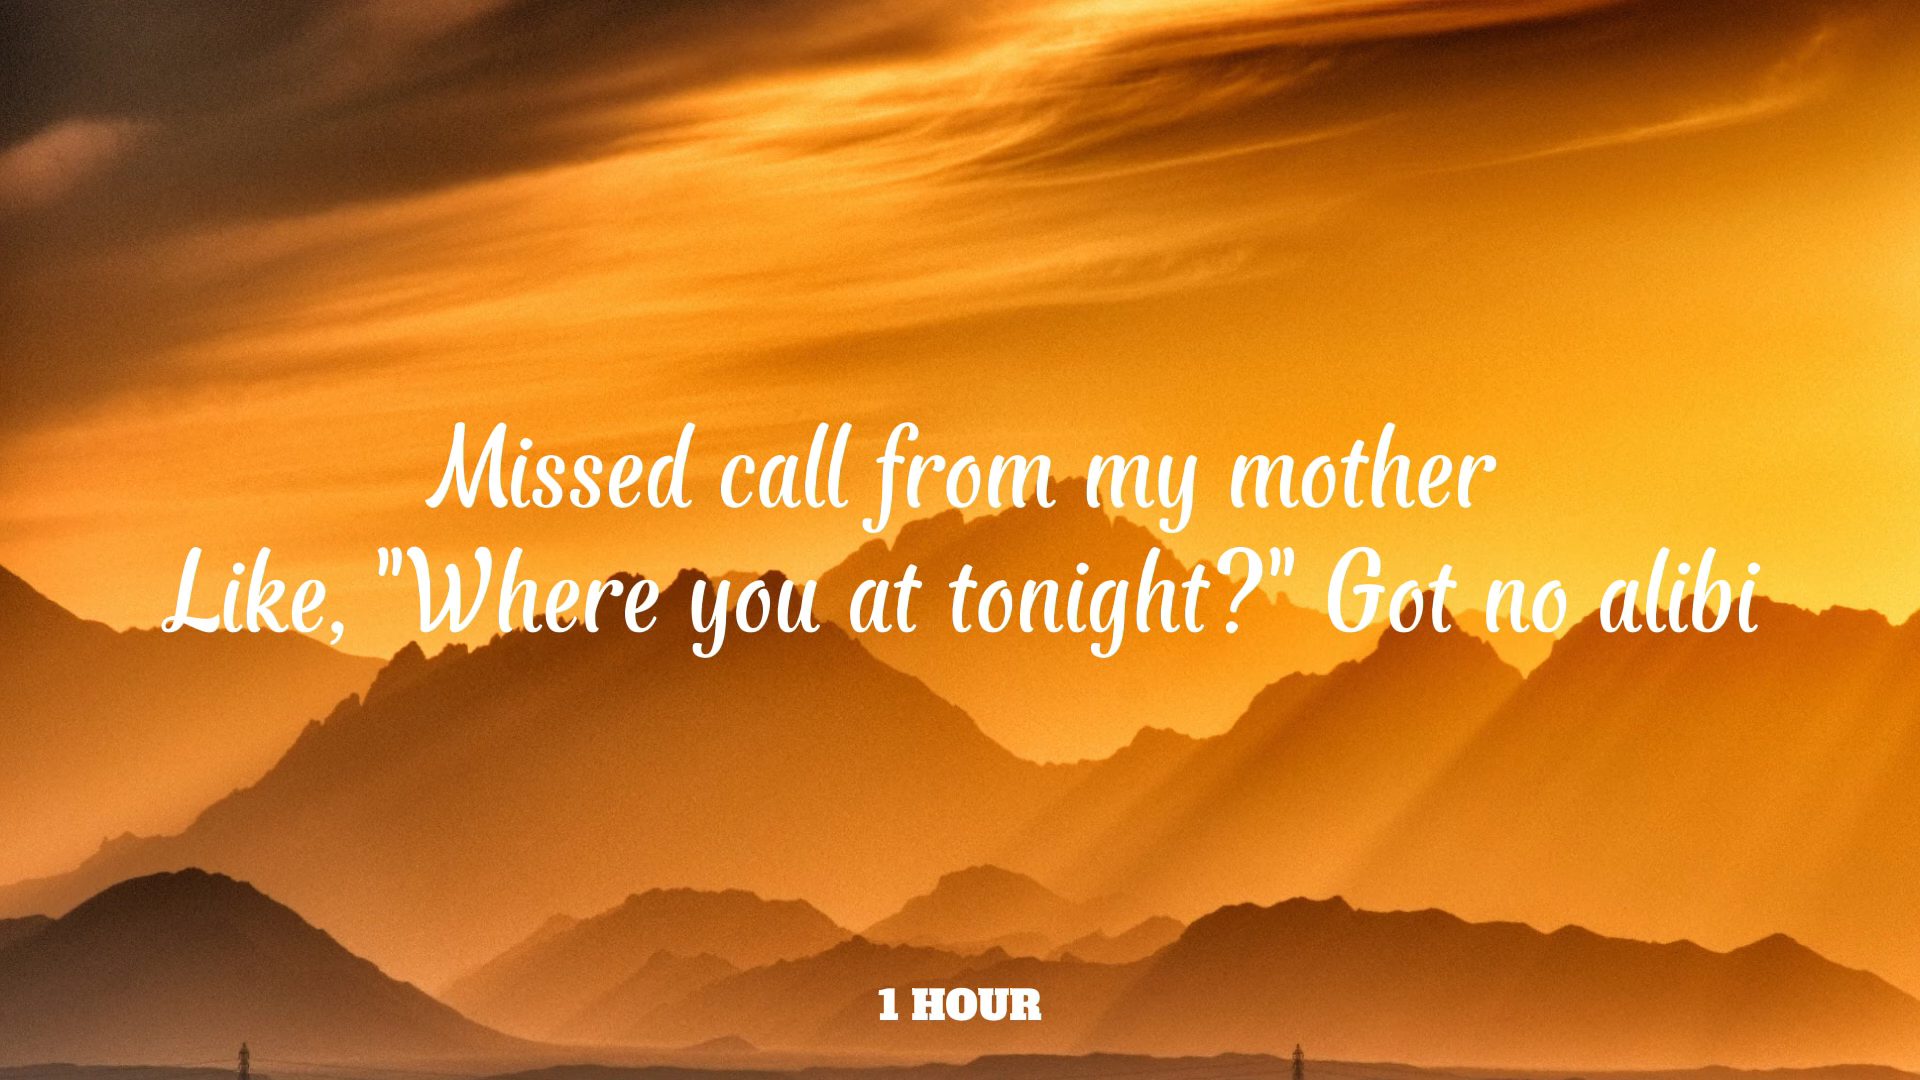 Missed call from my mother
Like, "Where you at tonight?" Got no alibi
1 HOUR